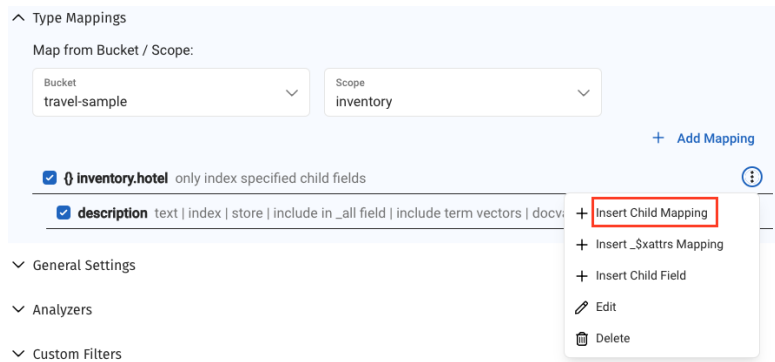 Type Mappings
Map from Bucket / Scope:
Bucket
travel-sample
Scope
inventory
+ Add Mapping
{} inventory.hotel only index specified child fields
description text | index | store | include in _all field | include term vectors | docva
+ Insert Child Mapping
+ Insert _$xattrs Mapping
+ Insert Child Field
Edit
Delete
General Settings
Analyzers
Custom Filters